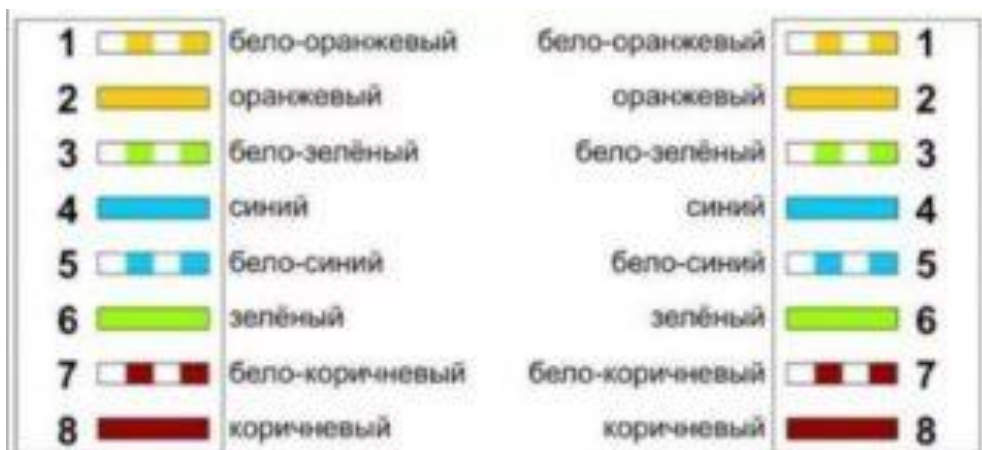 1 бело-оранжевый бело-оранжевый 1
2 оранжевый оранжевый 2
3 бело-зелёный бело-зелёный 3
4 синий синий 4
5 бело-синий бело-синий 5
6 зелёный зелёный 6
7 бело-коричневый бело-коричневый 7
8 коричневый коричневый 8